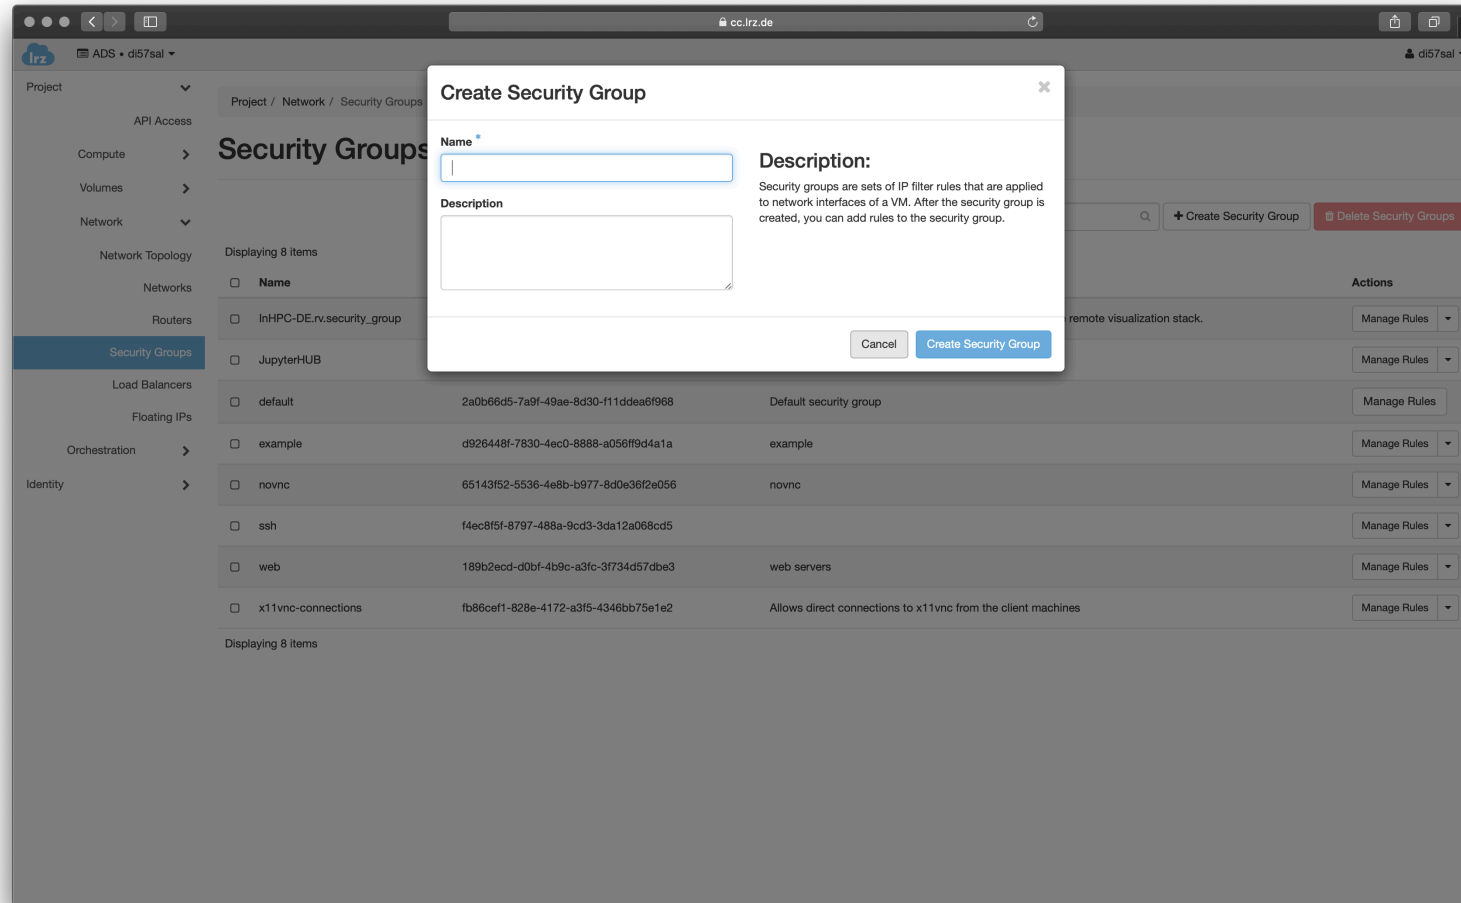 cc.lrz.de
lrz
ADS • di57sal
di57sal
Project
API Access
Compute
Volumes
Network
Network Topology
Networks
Routers
Security Groups
Load Balancers
Floating IPs
Orchestration
Identity
Project / Network / Security Groups
Security Groups
+ Create Security Group
Delete Security Groups
Displaying 8 items
Name
Actions
InHPC-DE.rv.security_group
remote visualization stack.
Manage Rules
JupyterHUB
Manage Rules
default 2a0b66d5-7a9f-49ae-8d30-f11ddea6f968 Default security group Manage Rules
example d926448f-7830-4ec0-8888-a056ff9d4a1a example Manage Rules
novnc 65143f52-5536-4e8b-b977-8d0e36f2e056 novnc Manage Rules
ssh f4ec8f5f-8797-488a-9cd3-3da12a068cd5 Manage Rules
web 189b2ecd-d0bf-4b9c-a3fc-3f734d57dbe3 web servers Manage Rules
x11vnc-connections fb86cef1-828e-4172-a3f5-4346bb75e1e2 Allows direct connections to x11vnc from the client machines Manage Rules
Displaying 8 items
Create Security Group
Name *
Description
Description:
Security groups are sets of IP filter rules that are applied
to network interfaces of a VM. After the security group is
created, you can add rules to the security group.
Cancel
Create Security Group